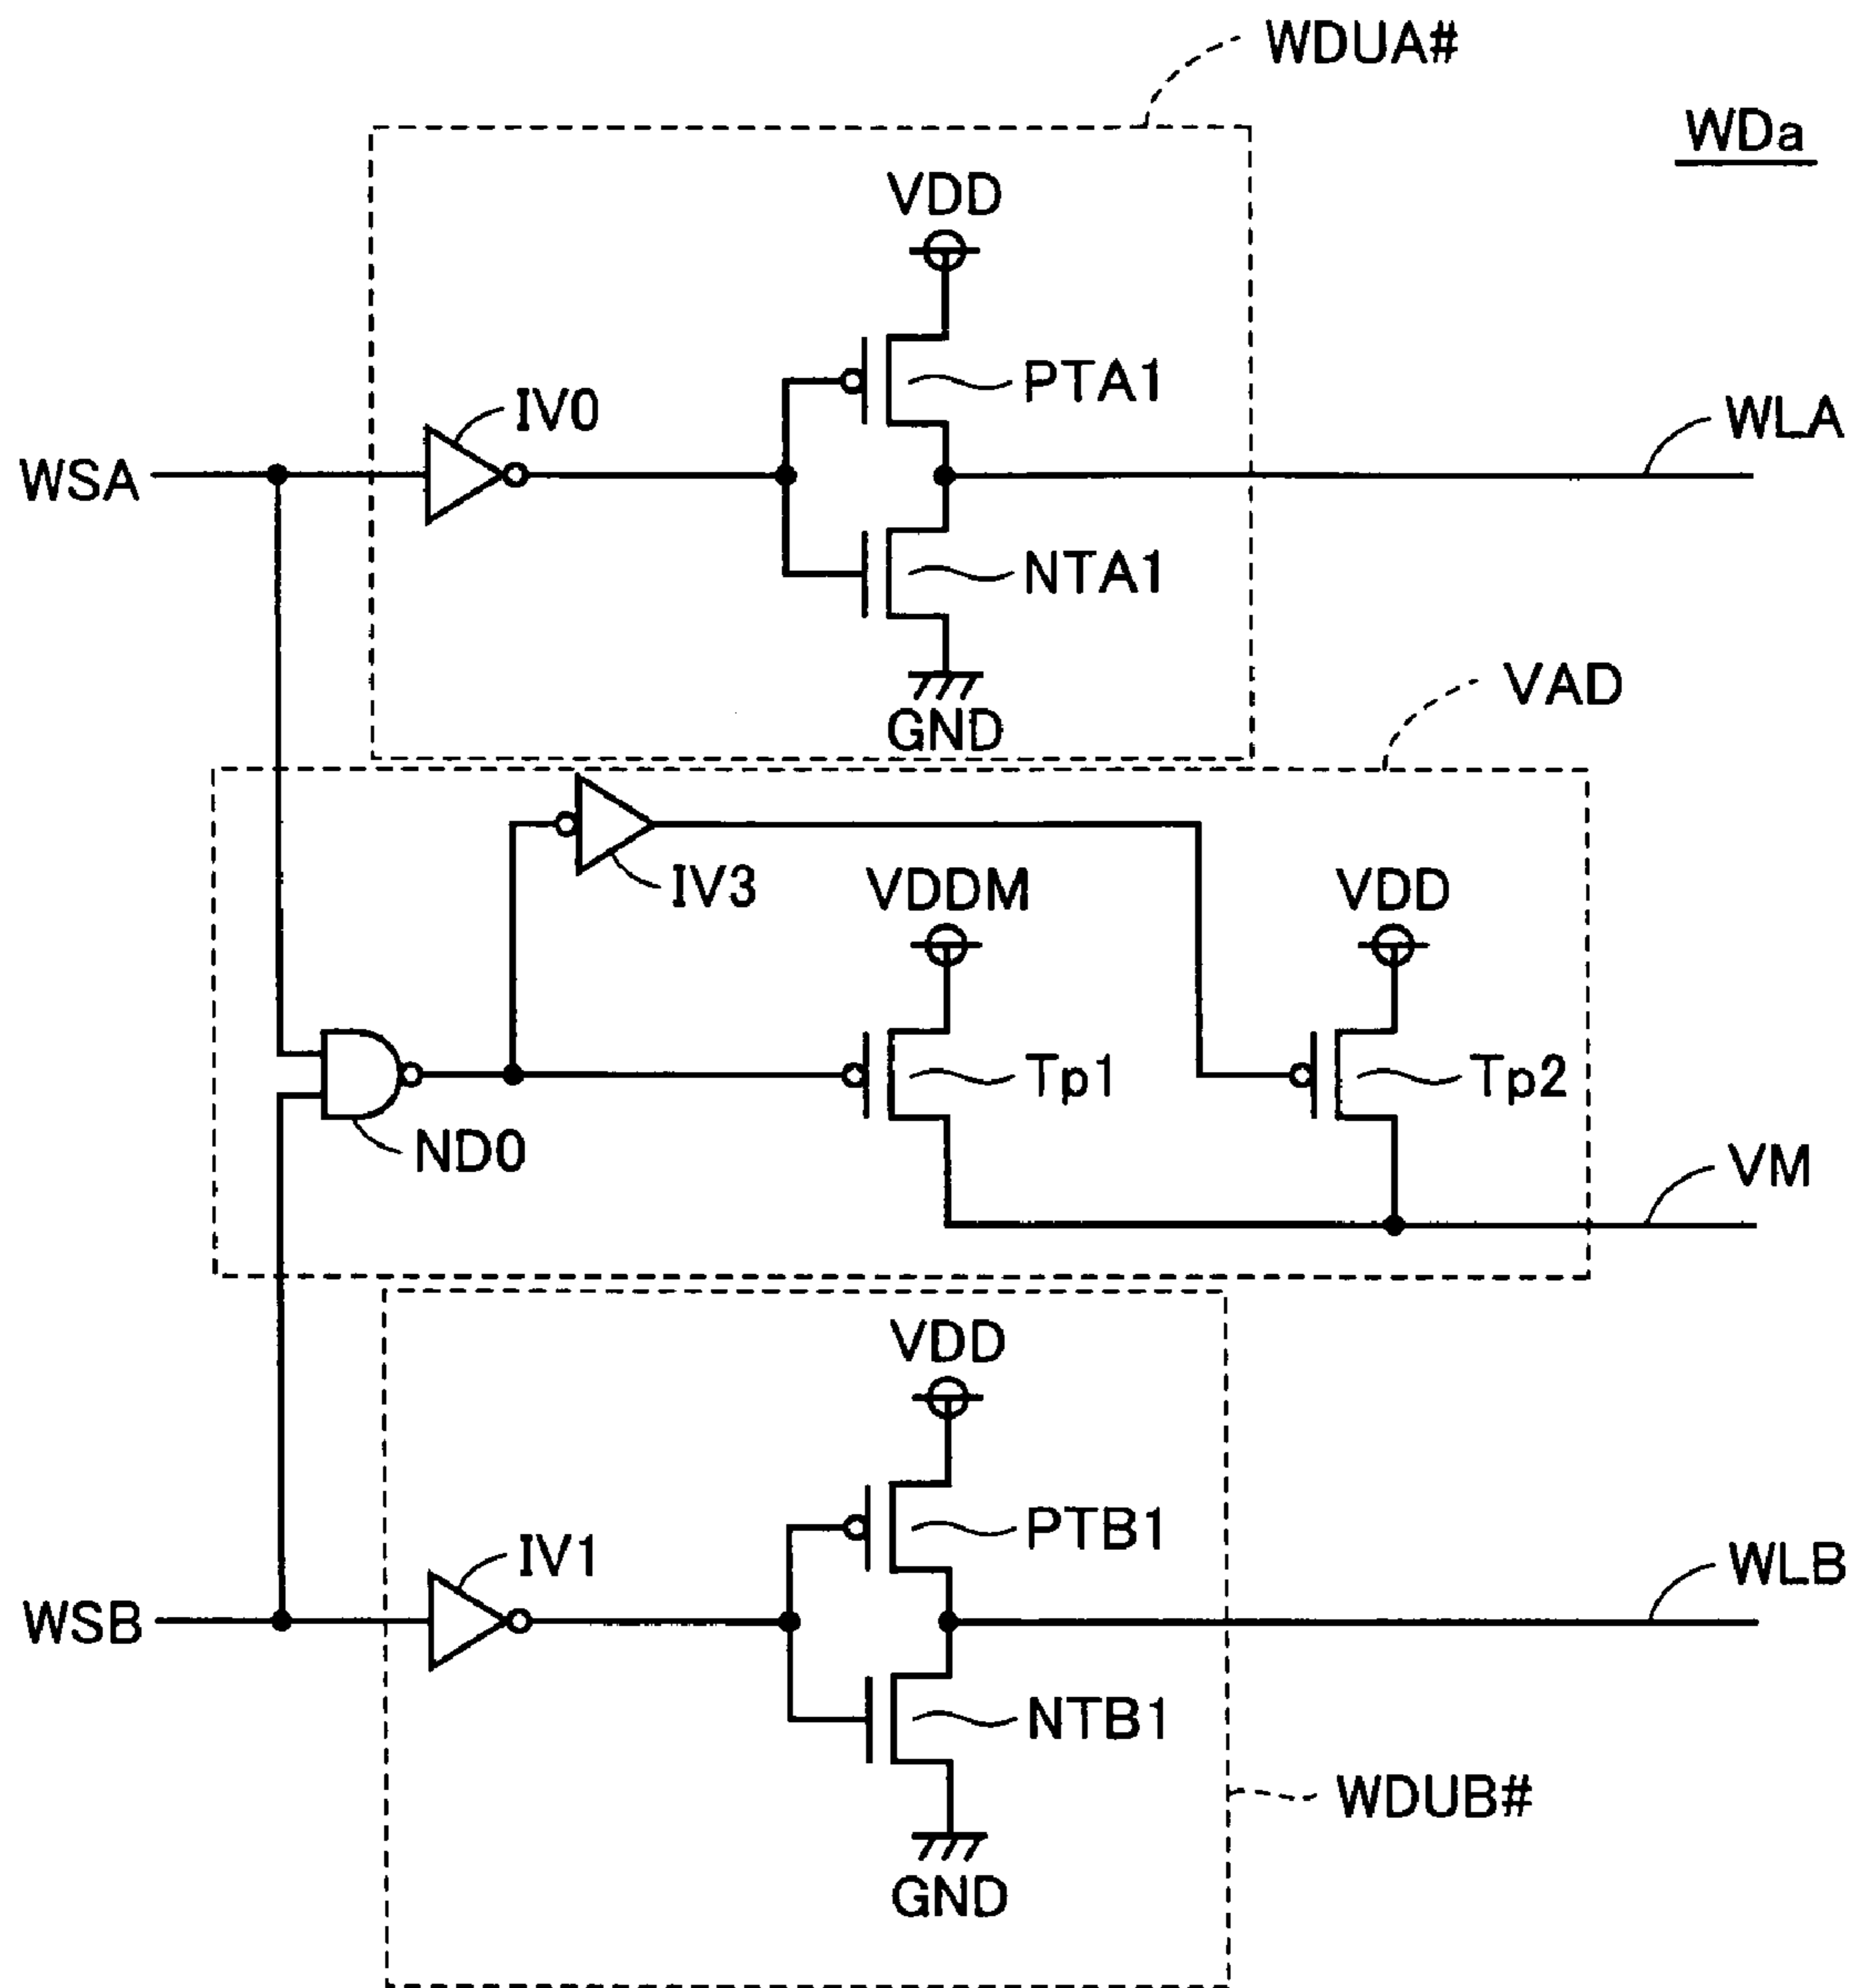 WDUA#
WDa
VDD
PTA1
IV0
WLA
WSA
NTA1
GND
VAD
IV3
VDDM
VDD
Tp1
Tp2
ND0
VM
VDD
PTB1
IV1
WLB
WSB
NTB1
WDUB#
GND